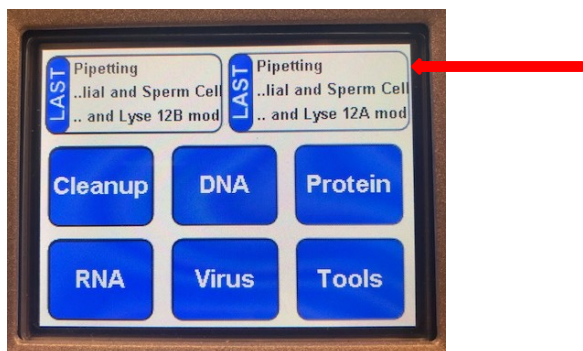 LAST
Pipetting
..lial and Sperm Cell
.. and Lyse 12B mod
LAST
Pipetting
..lial and Sperm Cell
.. and Lyse 12A mod
Cleanup DNA Protein
RNA Virus Tools